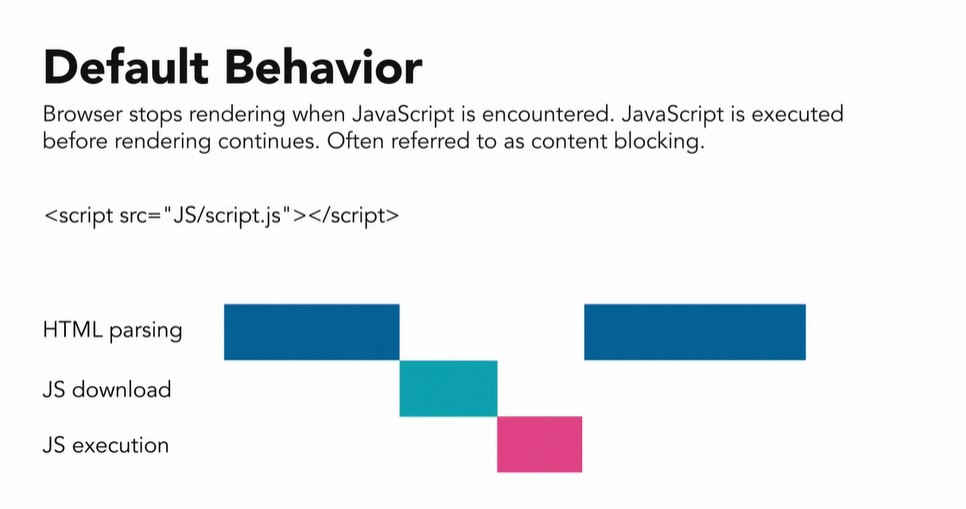 Default Behavior
Browser stops rendering when JavaScript is encountered. JavaScript is executed
before rendering continues. Often referred to as content blocking.
<script src="JS/script.js"></script>
HTML parsing
JS download
JS execution